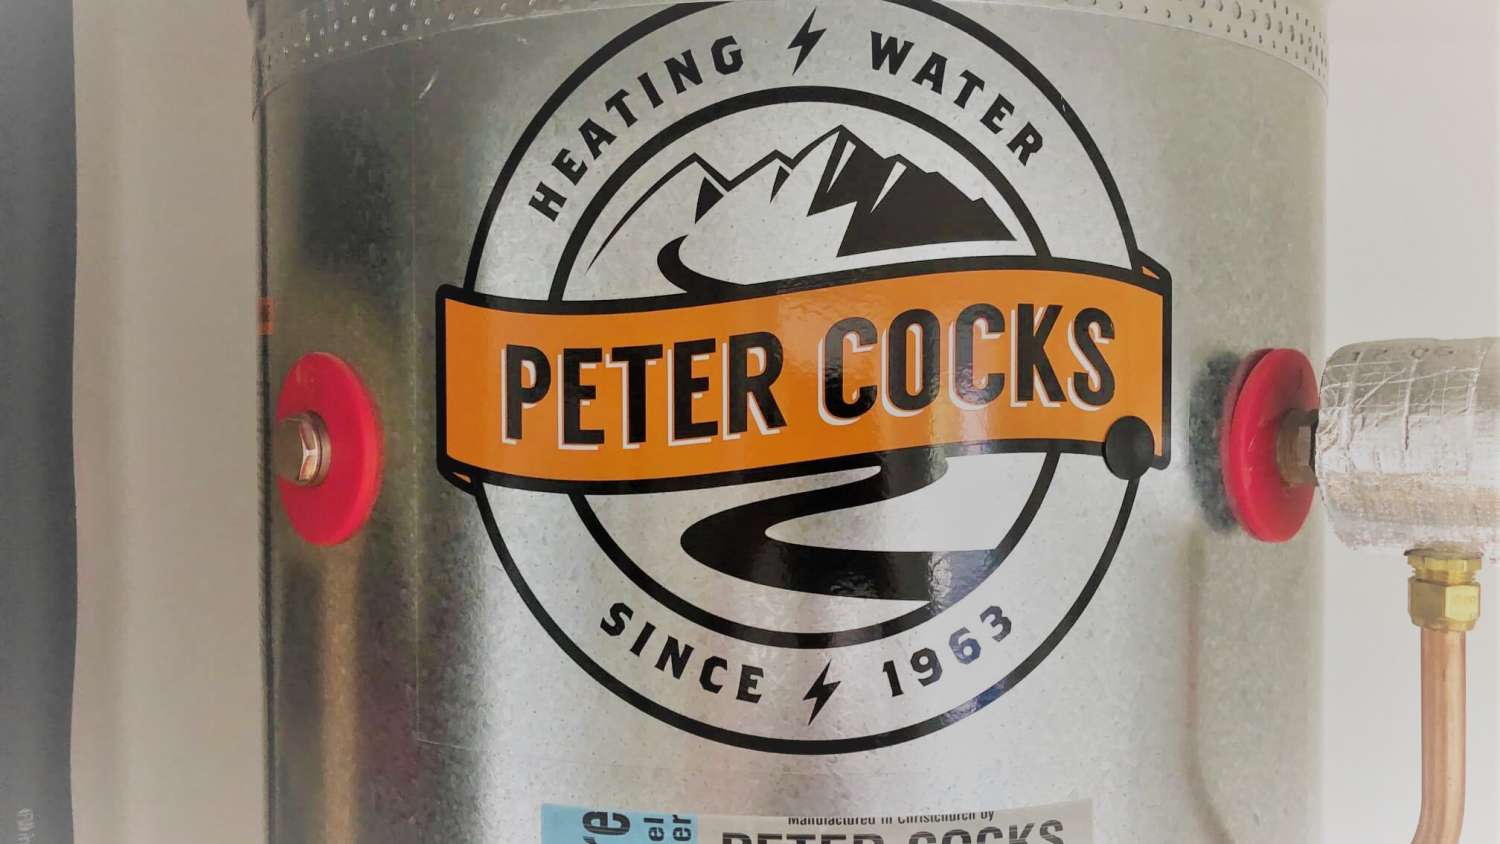 HEATING WATER
PETER COCKS
SINCE 1963
Manufactured in Christchurch by
PETER COCKS